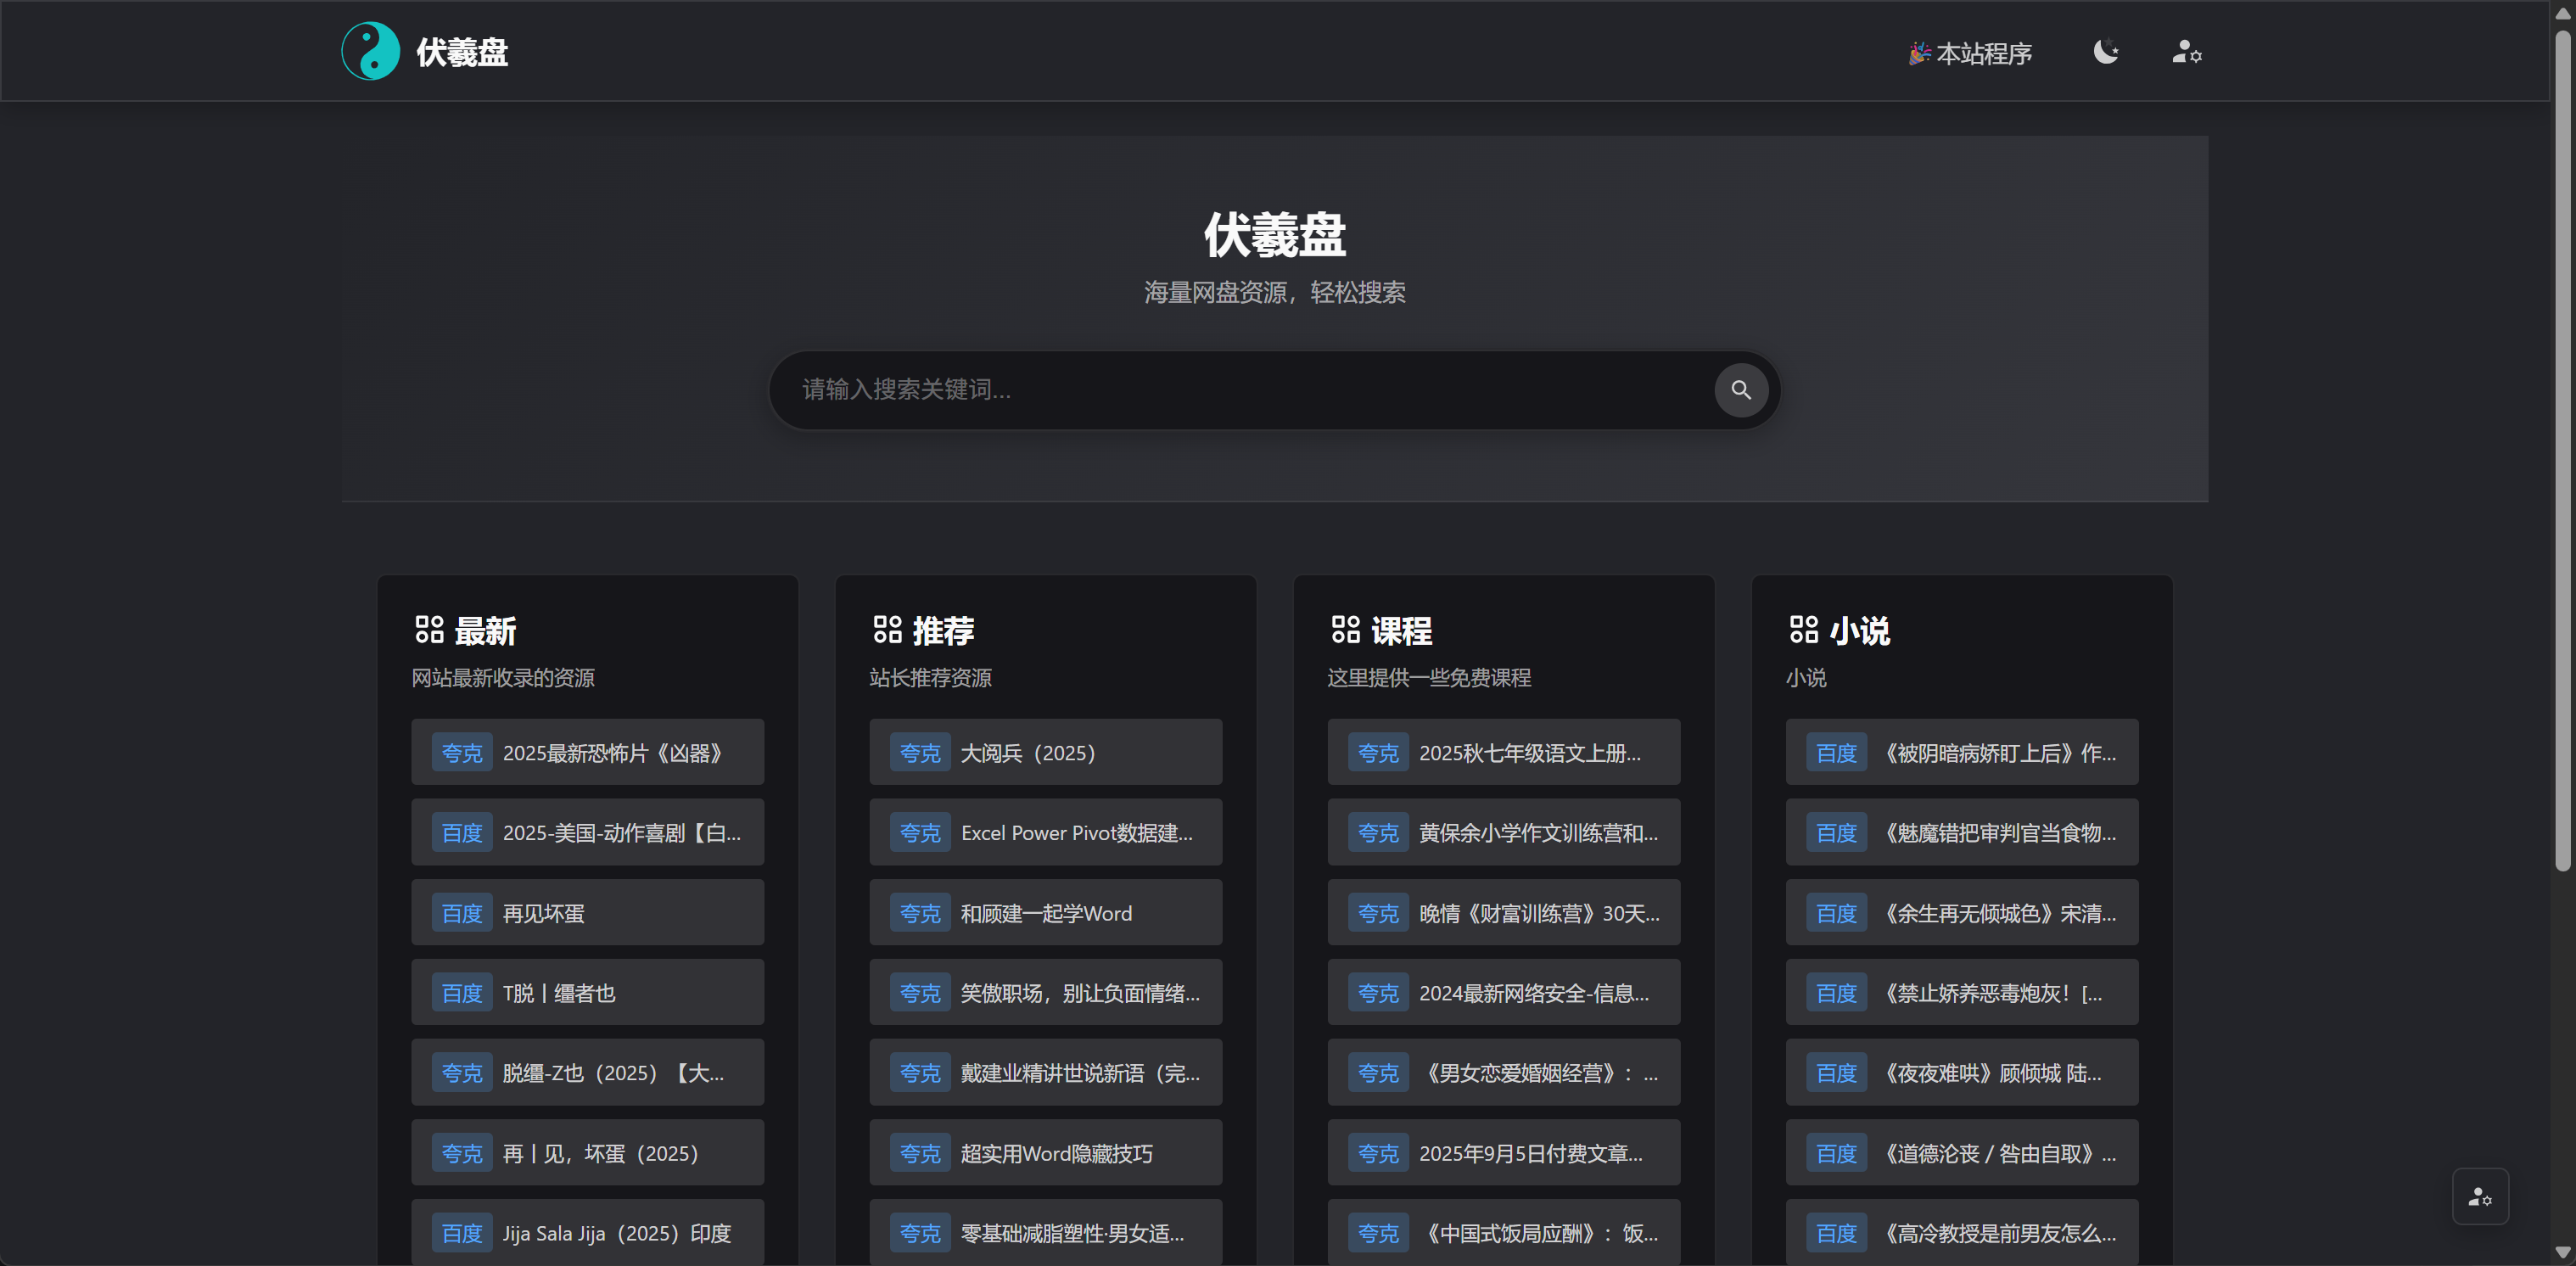 伏羲盘
🎉 本站程序
伏羲盘
海量网盘资源，轻松搜索
请输入搜索关键词...
最新
网站最新收录的资源
夸克 2025最新恐怖片《凶器》
百度 2025-美国-动作喜剧【白...
百度 再见坏蛋
百度 T脱丨缰者也
夸克 脱缰-Z也（2025）【大...
夸克 再丨见，坏蛋（2025）
百度 Jija Sala Jija（2025）印度
推荐
站长推荐资源
夸克 大阅兵（2025）
夸克 Excel Power Pivot数据建...
夸克 和顾建一起学Word
夸克 笑傲职场，别让负面情绪...
夸克 戴建业精讲世说新语（完...
夸克 超实用Word隐藏技巧
夸克 零基础减脂塑性·男女适...
课程
这里提供一些免费课程
夸克 2025秋七年级语文上册...
夸克 黄保余小学作文训练营和...
夸克 晚情《财富训练营》30天...
夸克 2024最新网络安全-信息...
夸克 《男女恋爱婚姻经营》：...
夸克 2025年9月5日付费文章...
夸克 《中国式饭局应酬》：饭...
小说
小说
百度 《被阴暗病娇盯上后》作...
百度 《魅魔错把审判官当食物...
百度 《余生再无倾城色》宋清...
百度 《禁止娇养恶毒炮灰！[...
百度 《夜夜难哄》顾倾城 陆...
百度 《道德沦丧 / 咎由自取》...
百度 《高冷教授是前男友怎么...